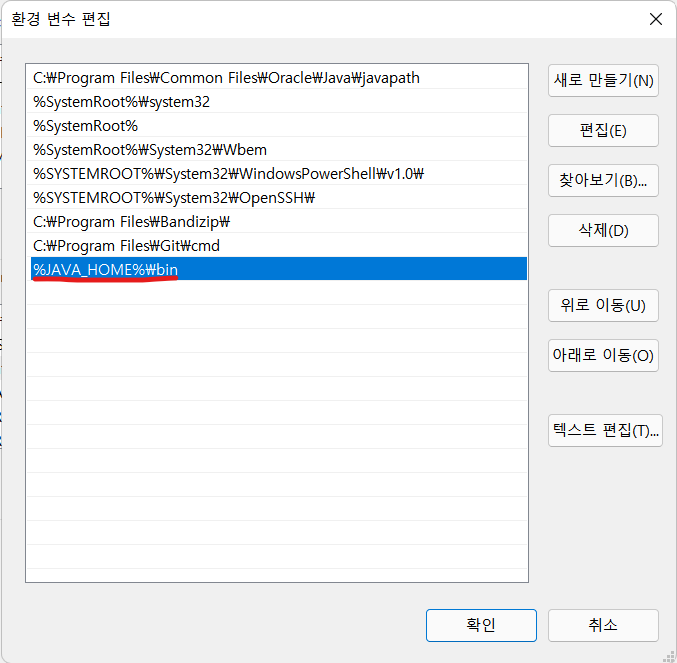 환경 변수 편집
C:₩Program Files₩Common Files₩Oracle₩Java₩javapath
%SystemRoot%₩system32
%SystemRoot%
%SystemRoot%₩System32₩Wbem
%SYSTEMROOT%₩System32₩WindowsPowerShell₩v1.0₩
%SYSTEMROOT%₩System32₩OpenSSH₩
C:₩Program Files₩Bandizip₩
C:₩Program Files₩Git₩cmd
%JAVA_HOME%₩bin
새로 만들기(N)
편집(E)
찾아보기(B)...
삭제(D)
위로 이동(U)
아래로 이동(O)
텍스트 편집(T)...
확인
취소